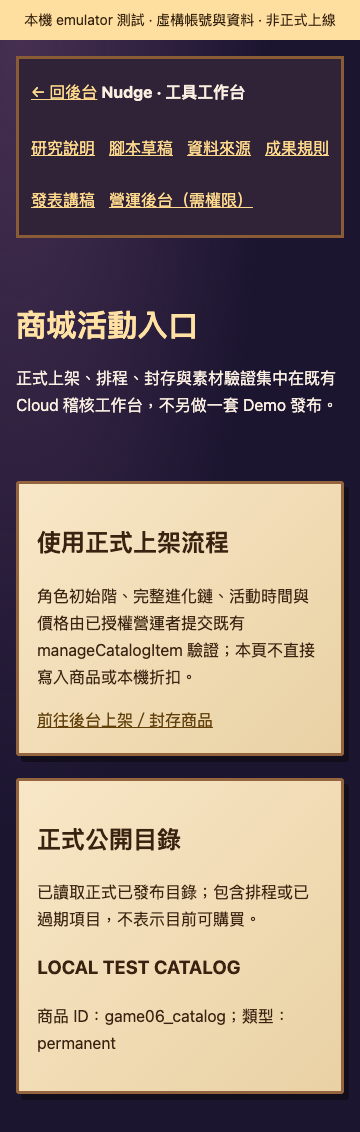 本機 emulator 測試 · 虛構帳號與資料 · 非正式上線
← 回後台 Nudge · 工具工作台
研究說明 腳本草稿 資料來源 成果規則
發表講稿 營運後台（需權限）
商城活動入口
正式上架、排程、封存與素材驗證集中在既有
Cloud 稽核工作台，不另做一套 Demo 發布。
使用正式上架流程
角色初始階、完整進化鏈、活動時間與
價格由已授權營運者提交既有
manageCatalogItem 驗證；本頁不直接
寫入商品或本機折扣。
前往後台上架 / 封存商品
正式公開目錄
已讀取正式已發布目錄；包含排程或已
過期項目，不表示目前可購買。
LOCAL TEST CATALOG
商品 ID：game06_catalog；類型：
permanent